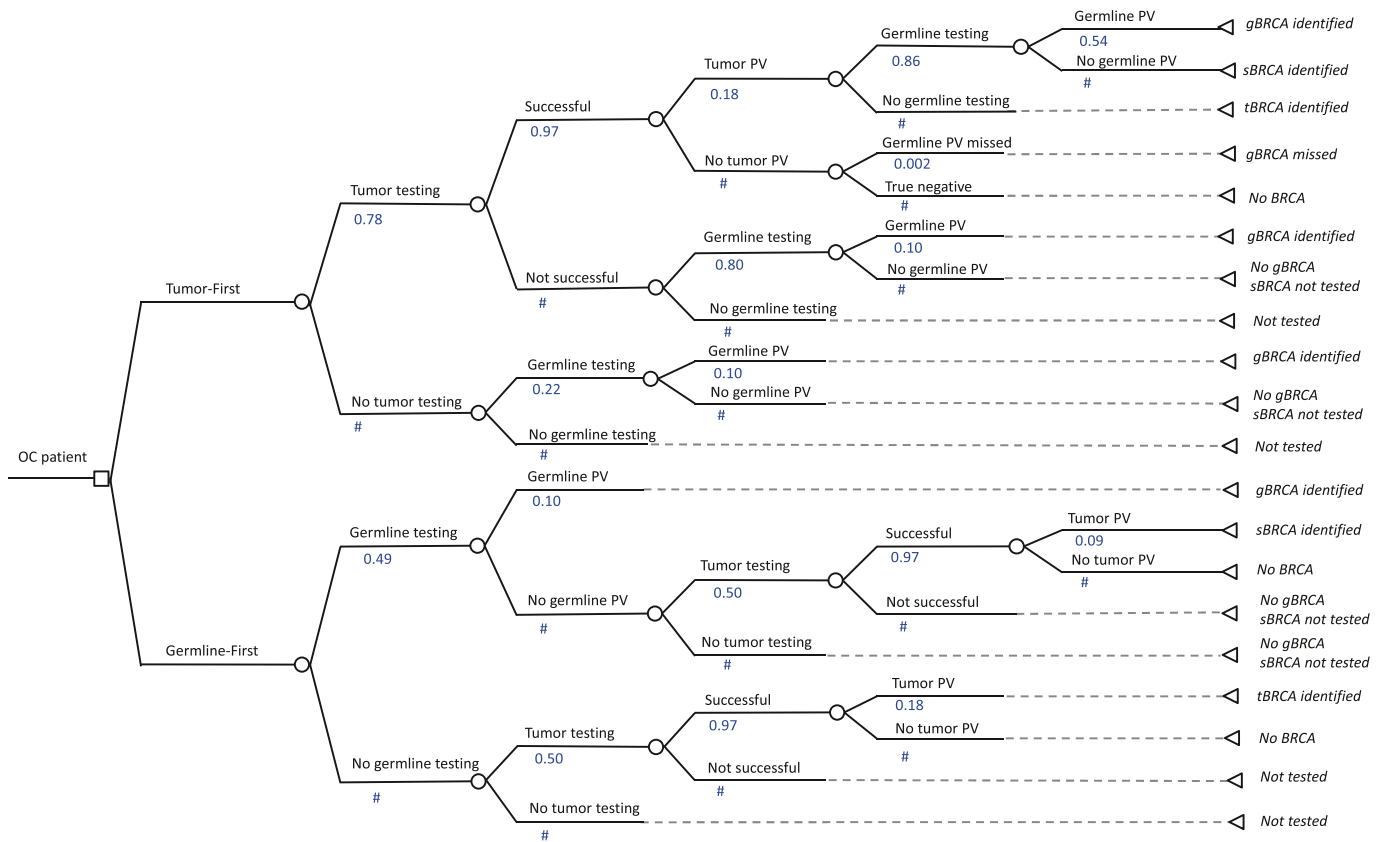 Germline PV
gBRCA identified
Germline testing
0.54
0.86
No germline PV
sBRCA identified
Tumor PV
#
0.18
No germline testing
tBRCA identified
Successful
#
0.97
Germline PV missed
gBRCA missed
No tumor PV
0.002
#
True negative
No BRCA
Tumor testing
#
0.78
Germline PV
gBRCA identified
Germline testing
0.10
0.80
No germline PV
No gBRCA
sBRCA not tested
Not successful
#
#
Tumor-First
No germline testing
Not tested
#
Germline PV
gBRCA identified
Germline testing
0.10
0.22
No germline PV
No gBRCA
sBRCA not tested
No tumor testing
#
#
No germline testing
Not tested
#
OC patient
Germline PV
gBRCA identified
0.10
Tumor PV
sBRCA identified
Germline testing
Successful
0.09
0.49
0.97
No tumor PV
No BRCA
Tumor testing
#
0.50
No germline PV
Not successful
No gBRCA
sBRCA not tested
#
#
No tumor testing
No gBRCA
sBRCA not tested
#
Germline-First
Tumor PV
tBRCA identified
Successful
0.18
0.97
No tumor PV
No BRCA
Tumor testing
#
0.50
No germline testing
Not successful
Not tested
#
#
No tumor testing
Not tested
#